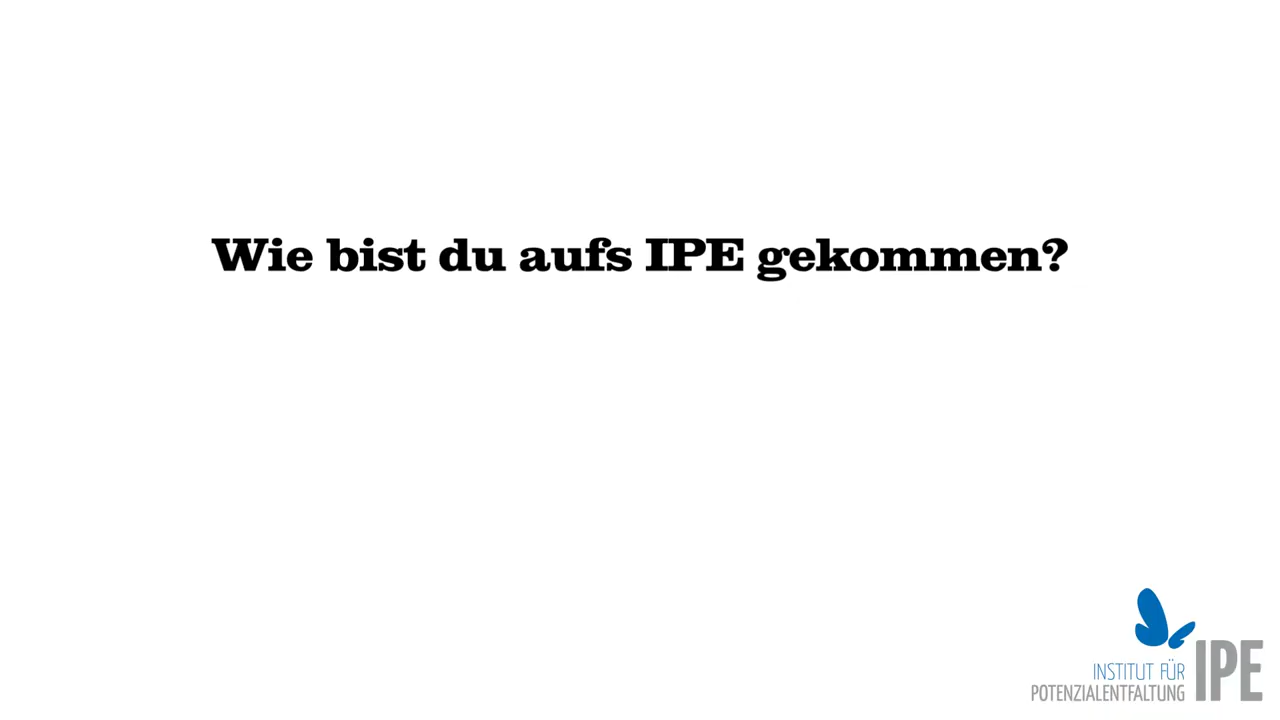 Wie bist du aufs IPE gekommen?
INSTITUT FÜR
POTENZIALENTFALTUNG
IPE